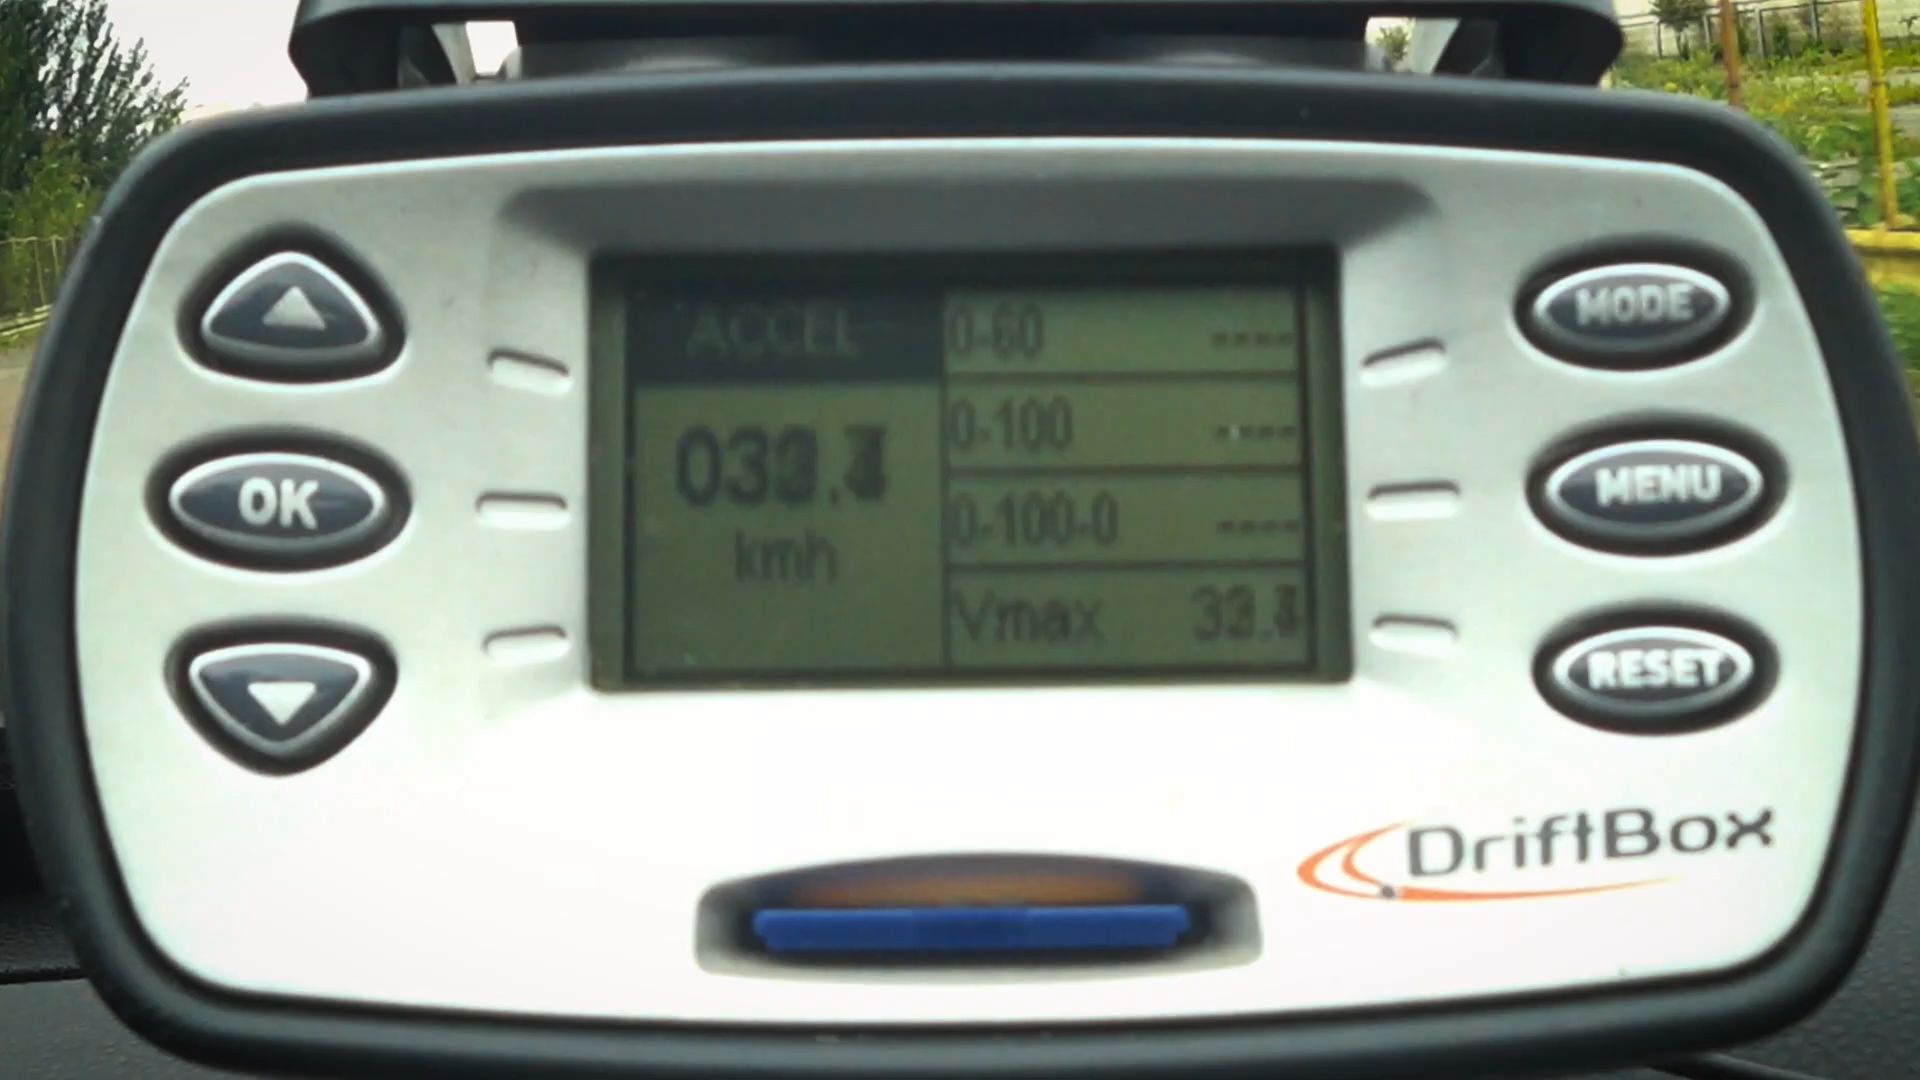 ACCEL
kmh
0-60 ----
0-100 ----
0-100-0 ----
Vmax
MODE
OK
MENU
RESET
DriftBox